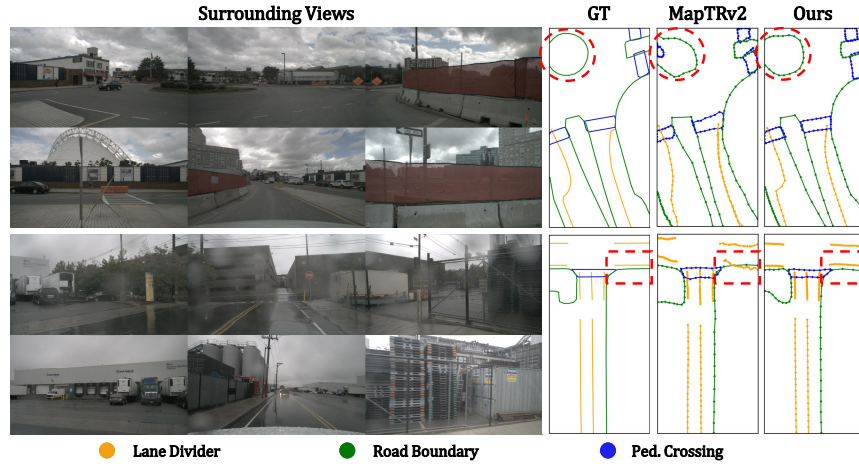 Surrounding Views
GT
MapTRv2
Ours
Lane Divider
Road Boundary
Ped. Crossing